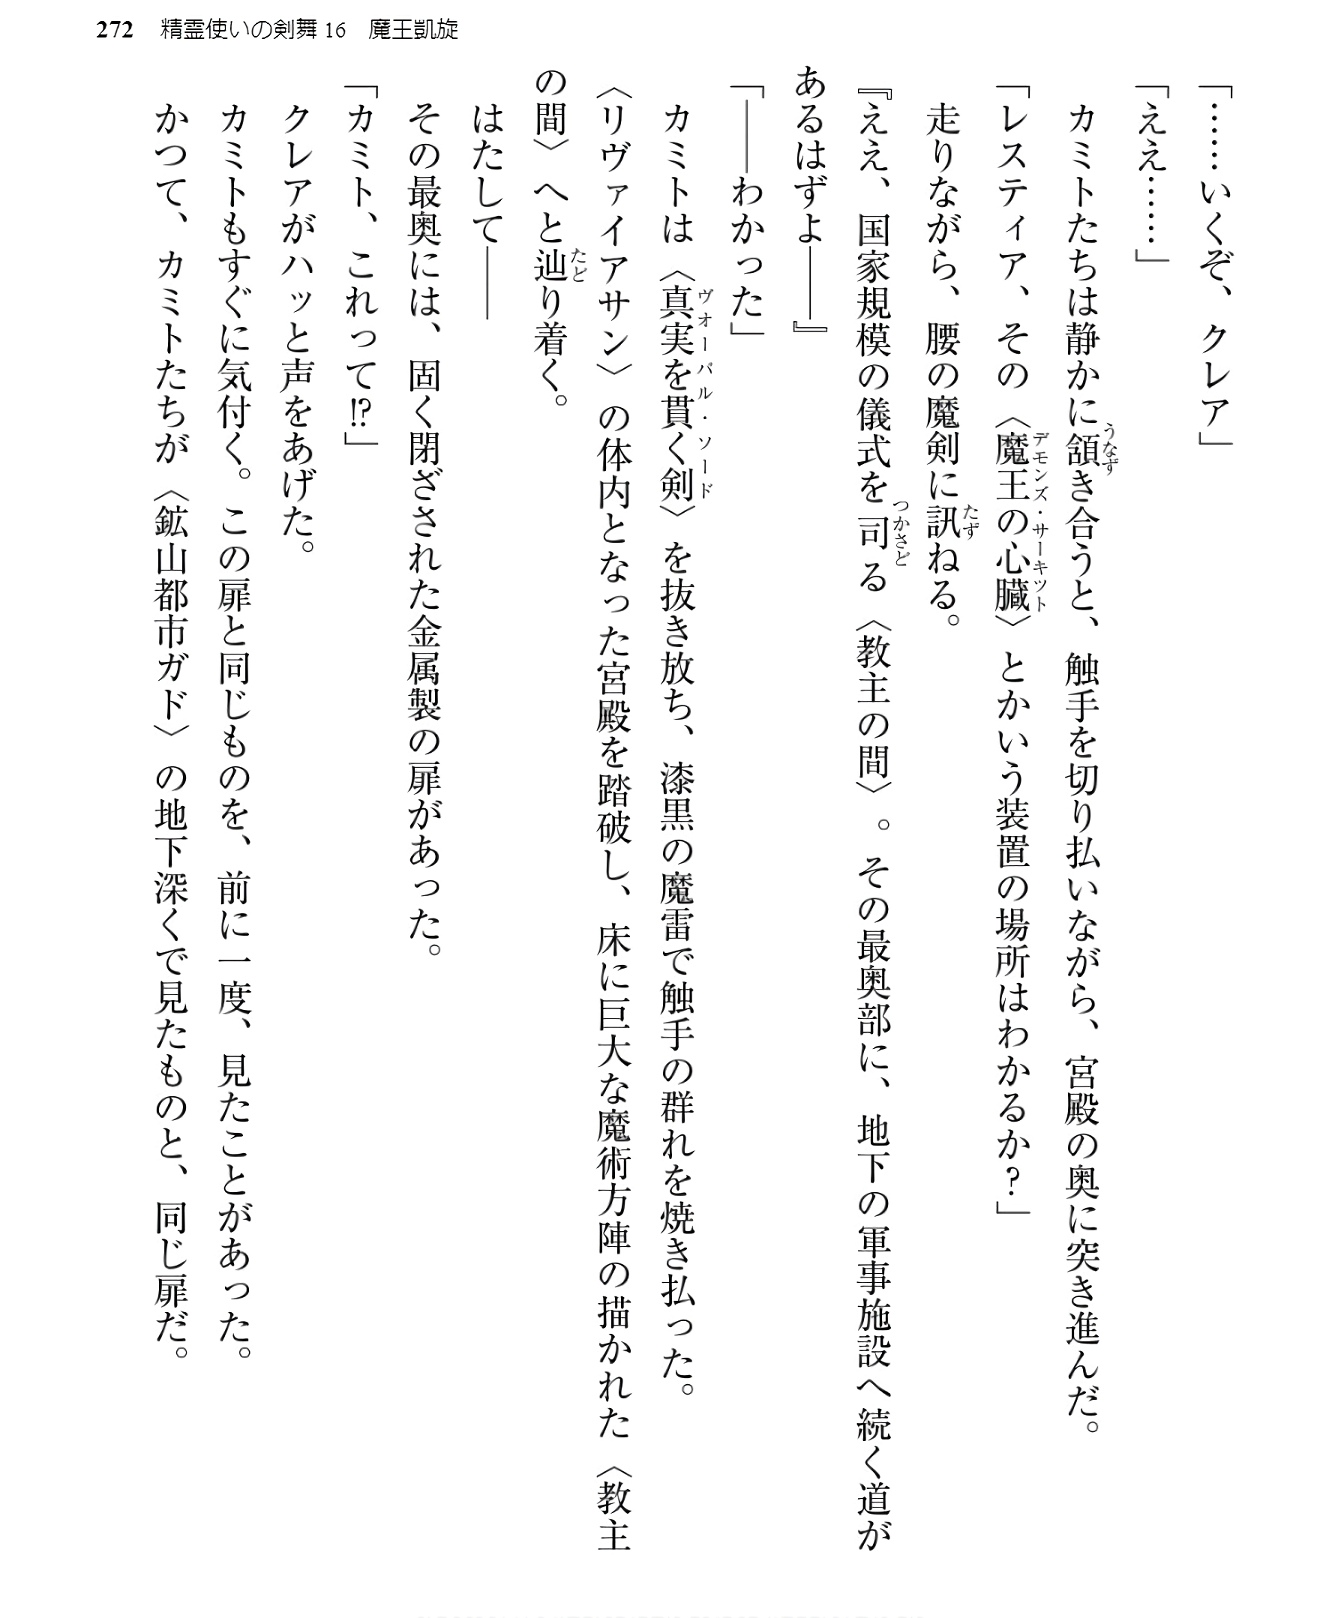 272　精霊使いの剣舞16　魔王凱旋
「……いくぞ、クレア」
「ええ……」
　カミトたちは静かに頷き合うと、触手を切り払いながら、宮殿の奥に突き進んだ。
うなず
「レスティア、その〈魔王の心臓〉とかいう装置の場所はわかるか?」
デモンズ・サーキット
　走りながら、腰の魔剣に訊ねる。
たず
『ええ、国家規模の儀式を司る〈教主の間〉。その最奥部に、地下の軍事施設へ続く道が
つかさど
あるはずよ――』
「――わかった」
　カミトは〈真実を貫く剣〉を抜き放ち、漆黒の魔雷で触手の群れを焼き払った。
ヴォーパル・ソード
〈リヴァイアサン〉の体内となった宮殿を踏破し、床に巨大な魔術方陣の描かれた〈教主
の間〉へと辿り着く。
たど
　はたして――
　その最奥には、固く閉ざされた金属製の扉があった。
「カミト、これって!?」
　クレアがハッと声をあげた。
　カミトもすぐに気付く。この扉と同じものを、前に一度、見たことがあった。
　かつて、カミトたちが〈鉱山都市ガド〉の地下深くで見たものと、同じ扉だ。